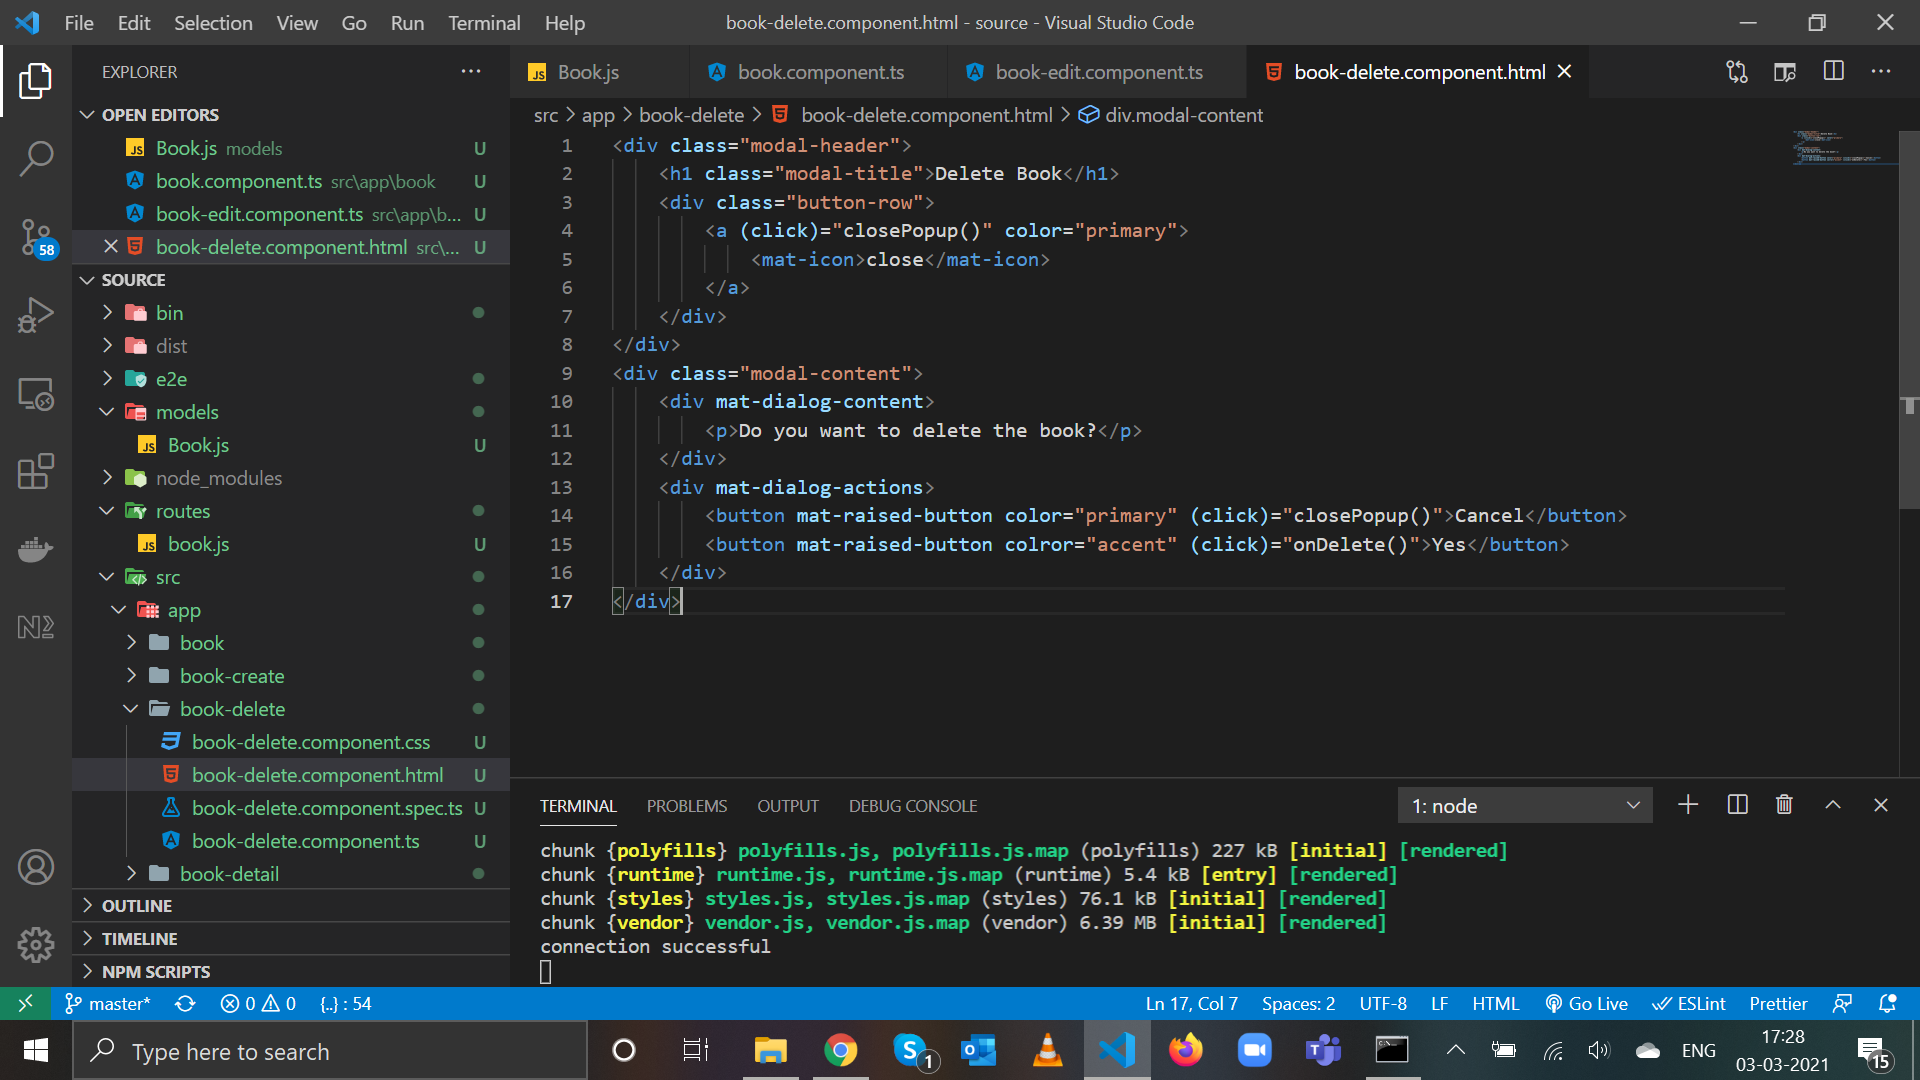 File Edit Selection View Go Run Terminal Help
book-delete.component.html - source - Visual Studio Code
EXPLORER
OPEN EDITORS
Book.js models U
book.component.ts src\app\book U
book-edit.component.ts src\app\b... U
book-delete.component.html src\... U
SOURCE
bin
dist
e2e
models
Book.js U
node_modules
routes
book.js U
src
app
book
book-create
book-delete
book-delete.component.css U
book-delete.component.html U
book-delete.component.spec.ts U
book-delete.component.ts U
book-detail
OUTLINE
TIMELINE
NPM SCRIPTS
58
Book.js book.component.ts book-edit.component.ts book-delete.component.html
src > app > book-delete > book-delete.component.html > div.modal-content
1 <div class="modal-header">
2 <h1 class="modal-title">Delete Book</h1>
3 <div class="button-row">
4 <a (click)="closePopup()" color="primary">
5 <mat-icon>close</mat-icon>
6 </a>
7 </div>
8 </div>
9 <div class="modal-content">
10 <div mat-dialog-content>
11 <p>Do you want to delete the book?</p>
12 </div>
13 <div mat-dialog-actions>
14 <button mat-raised-button color="primary" (click)="closePopup()">Cancel</button>
15 <button mat-raised-button colror="accent" (click)="onDelete()">Yes</button>
16 </div>
17 </div>
TERMINAL PROBLEMS OUTPUT DEBUG CONSOLE
1: node
chunk {polyfills} polyfills.js, polyfills.js.map (polyfills) 227 kB [initial] [rendered]
chunk {runtime} runtime.js, runtime.js.map (runtime) 5.4 kB [entry] [rendered]
chunk {styles} styles.js, styles.js.map (styles) 76.1 kB [initial] [rendered]
chunk {vendor} vendor.js, vendor.js.map (vendor) 6.39 MB [initial] [rendered]
connection successful
master* 0 0 {..} : 54
Ln 17, Col 7 Spaces: 2 UTF-8 LF HTML Go Live ESLint Prettier
Type here to search
1
ENG
17:28
03-03-2021
15